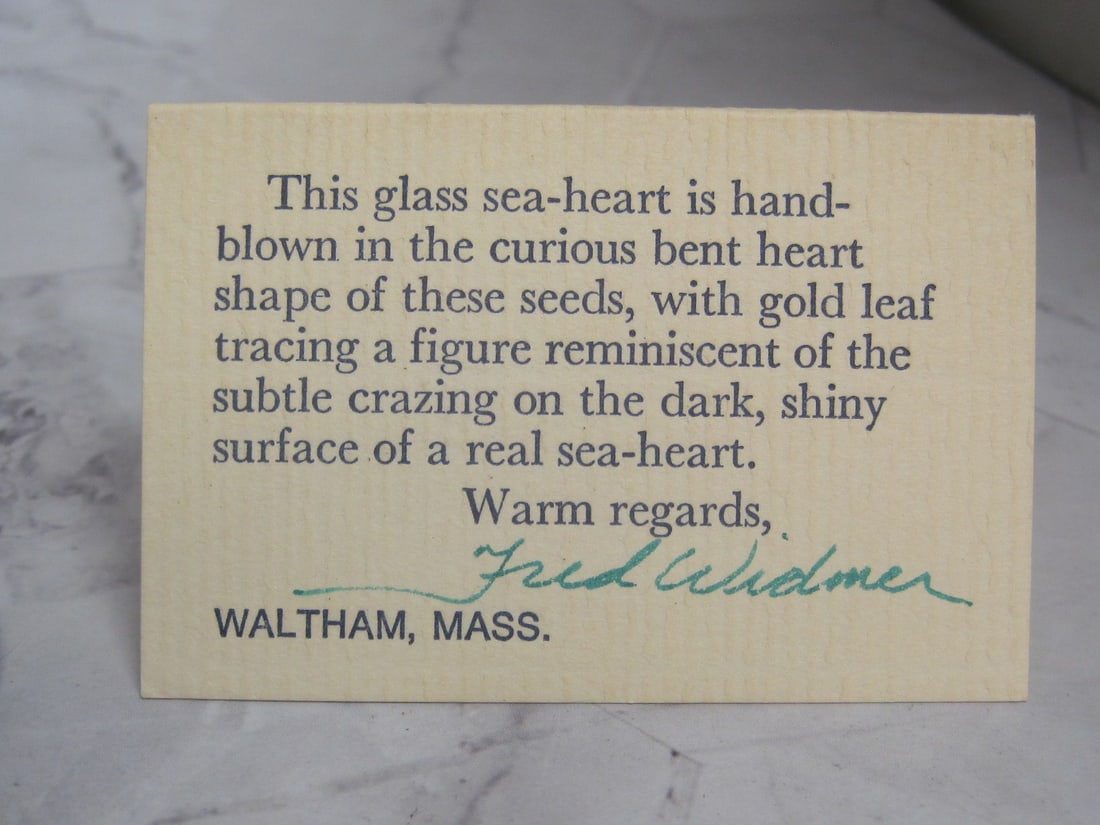 This glass sea-heart is hand-
blown in the curious bent heart
shape of these seeds, with gold leaf
tracing a figure reminiscent of the
subtle crazing on the dark, shiny
surface of a real sea-heart.
Warm regards,
Fred Widmer
WALTHAM, MASS.